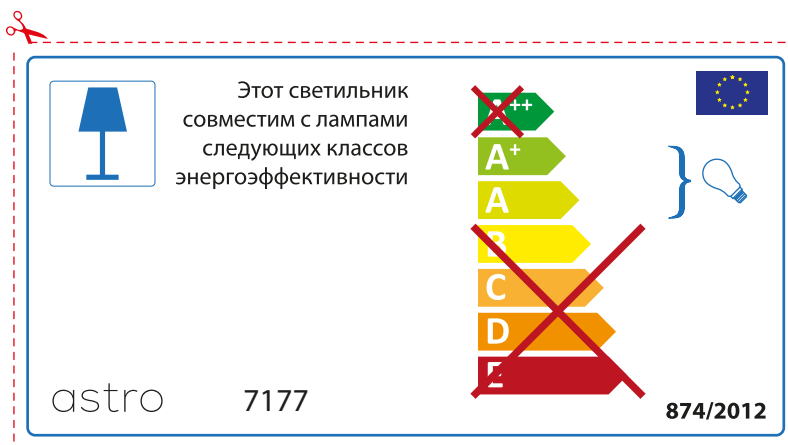 Этот светильник
совместим с лампами
следующих классов
энергоэффективности
A++
A+
A
B
C
D
E
astro
7177
874/2012